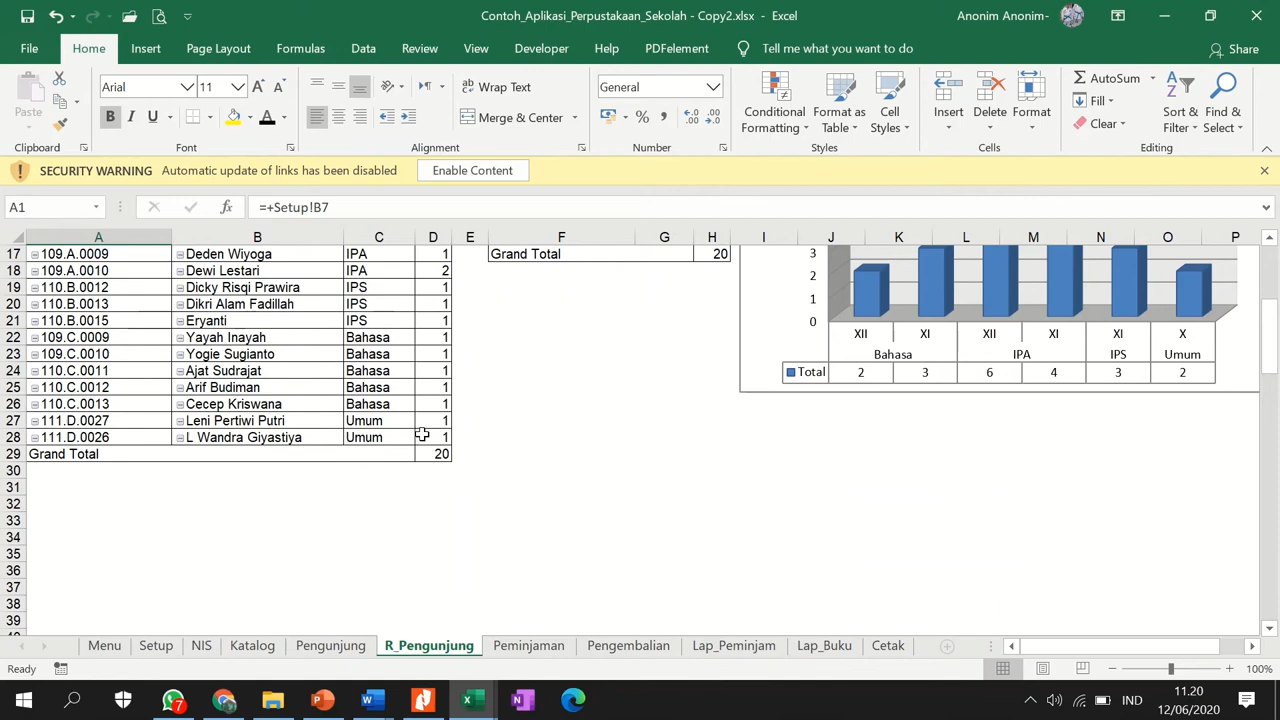 Contoh_Aplikasi_Perpustakaan_Sekolah - Copy2.xlsx - Excel
Anonim Anonim-
File Home Insert Page Layout Formulas Data Review View Developer Help PDFelement Tell me what you want to do Share
Paste
Arial 11
Wrap Text
General
Conditional Formatting
Format as Table
Cell Styles
Insert Delete Format
AutoSum
Fill
Clear
Sort & Filter
Find & Select
B I U
Merge & Center
Clipboard Font Alignment Number Styles Cells Editing
SECURITY WARNING Automatic update of links has been disabled Enable Content
A1 fx =+Setup!B7
A B C D E F G H I J K L M N O P
17 109.A.0009 Deden Wiyoga IPA 1 Grand Total 20
18 109.A.0010 Dewi Lestari IPA 2
19 110.B.0012 Dicky Risqi Prawira IPS 1
20 110.B.0013 Dikri Alam Fadillah IPS 1
21 110.B.0015 Eryanti IPS 1
22 109.C.0009 Yayah Inayah Bahasa 1
23 109.C.0010 Yogie Sugianto Bahasa 1
24 110.C.0011 Ajat Sudrajat Bahasa 1
25 110.C.0012 Arif Budiman Bahasa 1
26 110.C.0013 Cecep Kriswana Bahasa 1
27 111.D.0027 Leni Pertiwi Putri Umum 1
28 111.D.0026 L Wandra Giyastiya Umum 1
29 Grand Total 20
30
31
32
33
34
35
36
37
38
39
3
2
1
0
XII XI XII XI XI X
Bahasa IPA IPS Umum
Total 2 3 6 4 3 2
Menu Setup NIS Katalog Pengunjung R_Pengunjung Peminjaman Pengembalian Lap_Peminjam Lap_Buku Cetak
Ready 100%
7
IND
11.20
12/06/2020